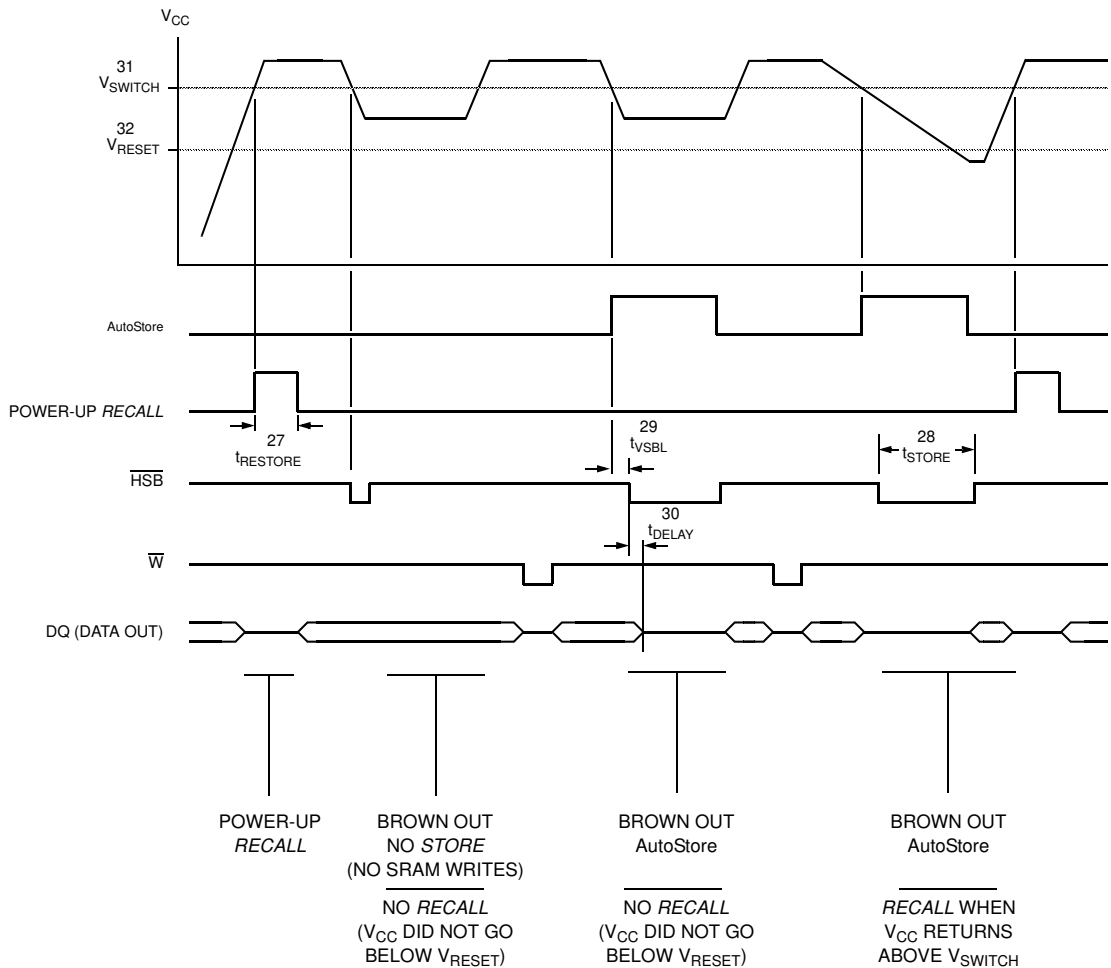 VCC
31
VSWITCH
32
VRESET
AutoStore
POWER-UP RECALL
27
tRESTORE
29
tVSBL
28
tSTORE
HSB
30
tDELAY
W
DQ (DATA OUT)
POWER-UP
RECALL
BROWN OUT
NO STORE
(NO SRAM WRITES)
NO RECALL
(VCC DID NOT GO
BELOW VRESET)
BROWN OUT
AutoStore
NO RECALL
(VCC DID NOT GO
BELOW VRESET)
BROWN OUT
AutoStore
RECALL WHEN
VCC RETURNS
ABOVE VSWITCH